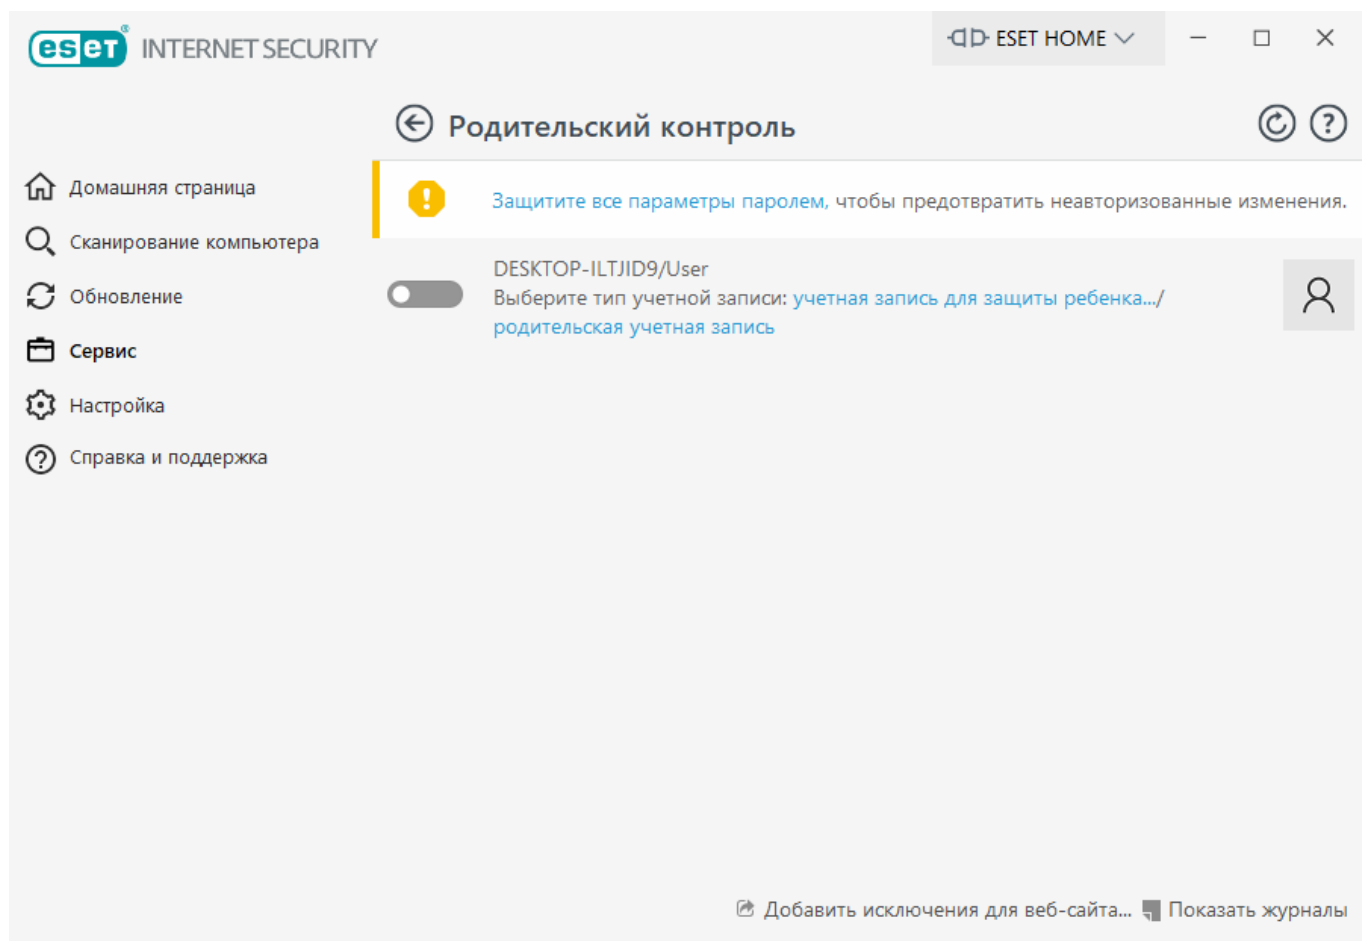 eset® INTERNET SECURITY
ESET HOME
Родительский контроль
Домашняя страница
Сканирование компьютера
Обновление
Сервис
Настройка
Справка и поддержка
Защитите все параметры паролем, чтобы предотвратить неавторизованные изменения.
DESKTOP-ILTJID9/User
Выберите тип учетной записи: учетная запись для защиты ребенка.../
родительская учетная запись
Добавить исключения для веб-сайта... Показать журналы